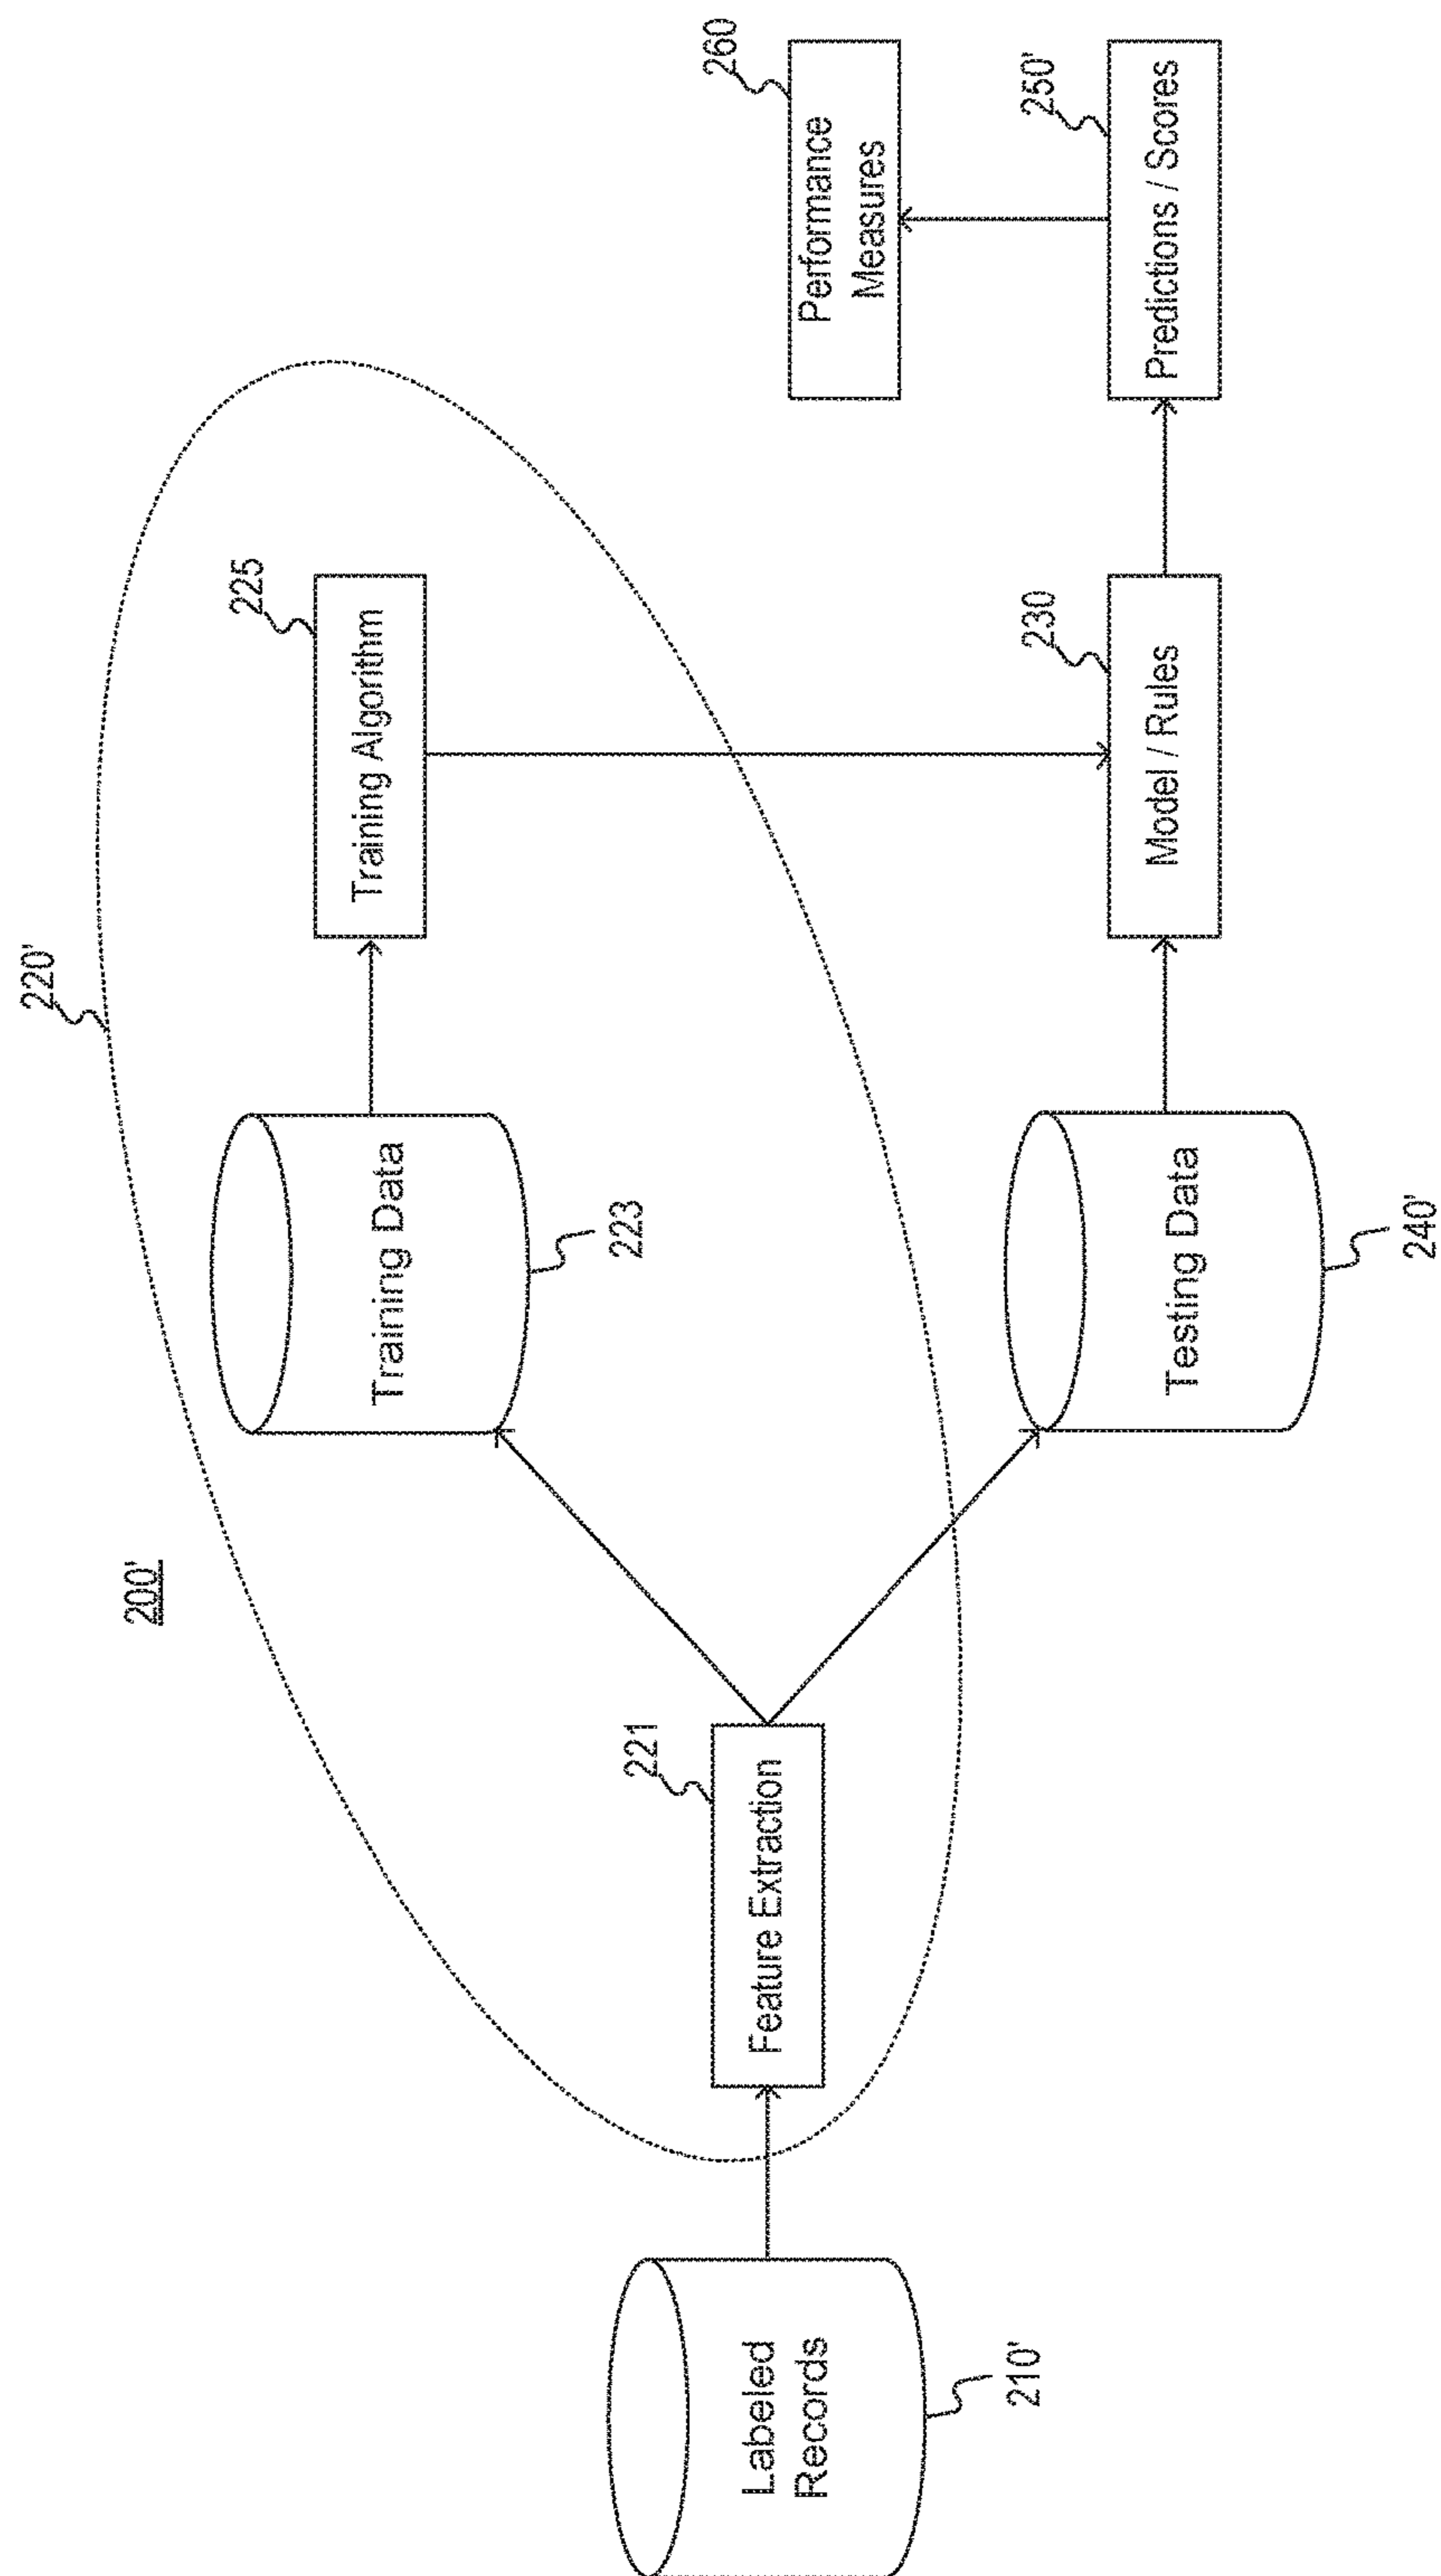 200'
220'
225
Training Algorithm
Training Data
223
260
Performance
Measures
221
Feature Extraction
Labeled
Records
210'
230
Model / Rules
250'
Predictions / Scores
Testing Data
240'